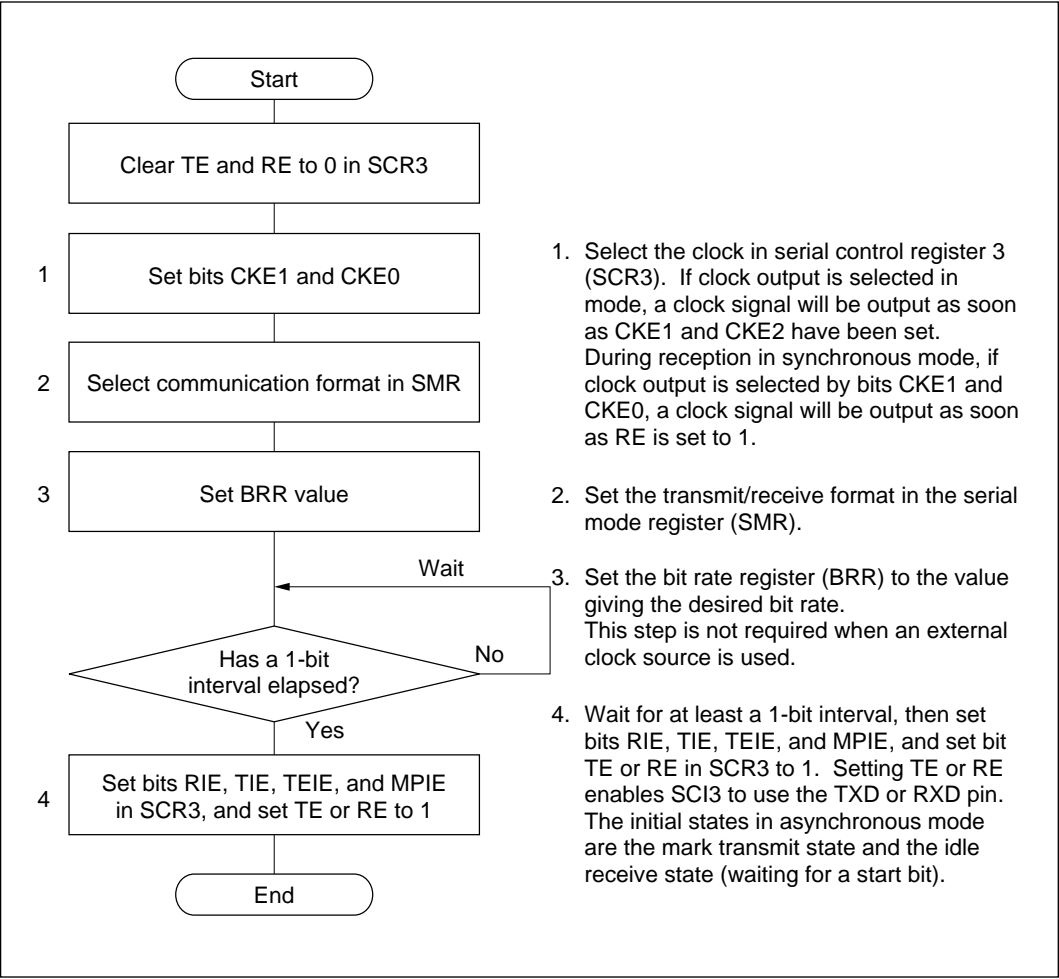 Start
Clear TE and RE to 0 in SCR3
1
Set bits CKE1 and CKE0
2
Select communication format in SMR
3
Set BRR value
Wait
Has a 1-bit
interval elapsed?
No
Yes
4
Set bits RIE, TIE, TEIE, and MPIE
in SCR3, and set TE or RE to 1
End
1. Select the clock in serial control register 3
(SCR3). If clock output is selected in
mode, a clock signal will be output as soon
as CKE1 and CKE2 have been set.
During reception in synchronous mode, if
clock output is selected by bits CKE1 and
CKE0, a clock signal will be output as soon
as RE is set to 1.
2. Set the transmit/receive format in the serial
mode register (SMR).
3. Set the bit rate register (BRR) to the value
giving the desired bit rate.
This step is not required when an external
clock source is used.
4. Wait for at least a 1-bit interval, then set
bits RIE, TIE, TEIE, and MPIE, and set bit
TE or RE in SCR3 to 1. Setting TE or RE
enables SCI3 to use the TXD or RXD pin.
The initial states in asynchronous mode
are the mark transmit state and the idle
receive state (waiting for a start bit).